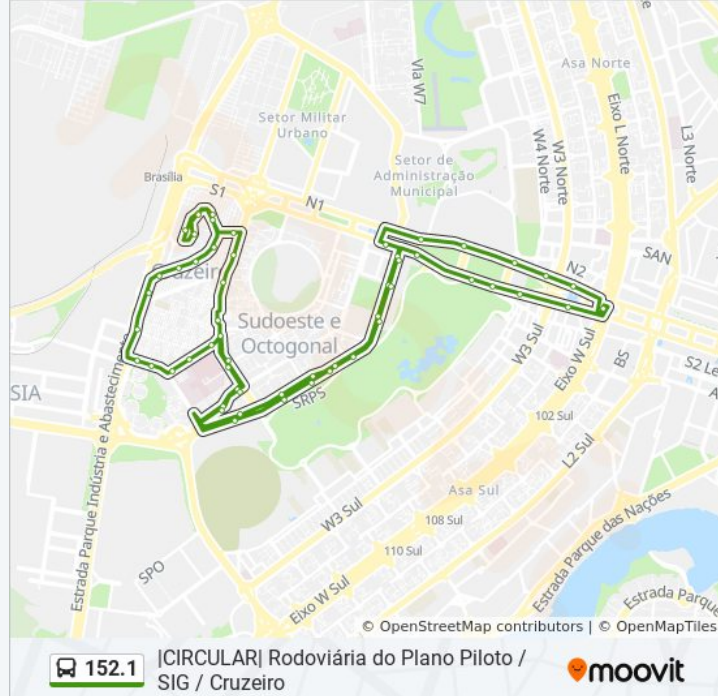 Asa Norte
Vla W7
Eixo L Norte
L3 Norte
W3 Norte
W4 Norte
Setor Militar
Urbano
Setor de
Administração
Municipal
Brasília
S1
N1
N2
SAN
Cruzeiro
Sudoeste e
Octogonal
W3 Sul
Eixo W Sul
BS
S2 Le
A
SIA
Estrada Parque Indústria e Abastecimento
SRPS
102 Sul
L2 Sul
Asa Sul
W3 Sul
108 Sul
110 Sul
Estrada Parque das Nações
SPO
Eixo W Sul
Estrada Parque
© OpenStreetMap contributors | © OpenMapTiles
152.1
|CIRCULAR| Rodoviária do Plano Piloto /
SIG / Cruzeiro
moovit